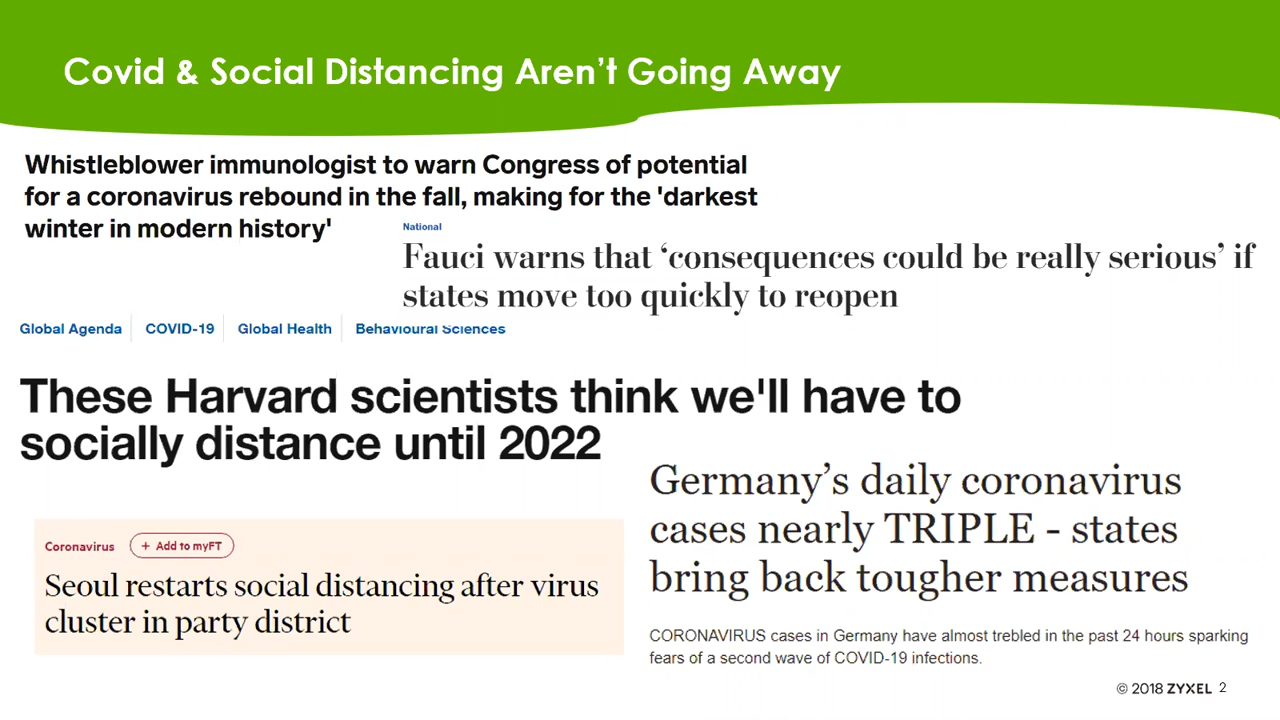 Covid & Social Distancing Aren’t Going Away
Whistleblower immunologist to warn Congress of potential
for a coronavirus rebound in the fall, making for the 'darkest
winter in modern history'
National
Fauci warns that ‘consequences could be really serious’ if
states move too quickly to reopen
Global Agenda COVID-19 Global Health Behavioural Sciences
These Harvard scientists think we'll have to
socially distance until 2022
Germany’s daily coronavirus
cases nearly TRIPLE - states
bring back tougher measures
CORONAVIRUS cases in Germany have almost trebled in the past 24 hours sparking
fears of a second wave of COVID-19 infections.
Coronavirus + Add to myFT
Seoul restarts social distancing after virus
cluster in party district
© 2018 ZYXEL 2